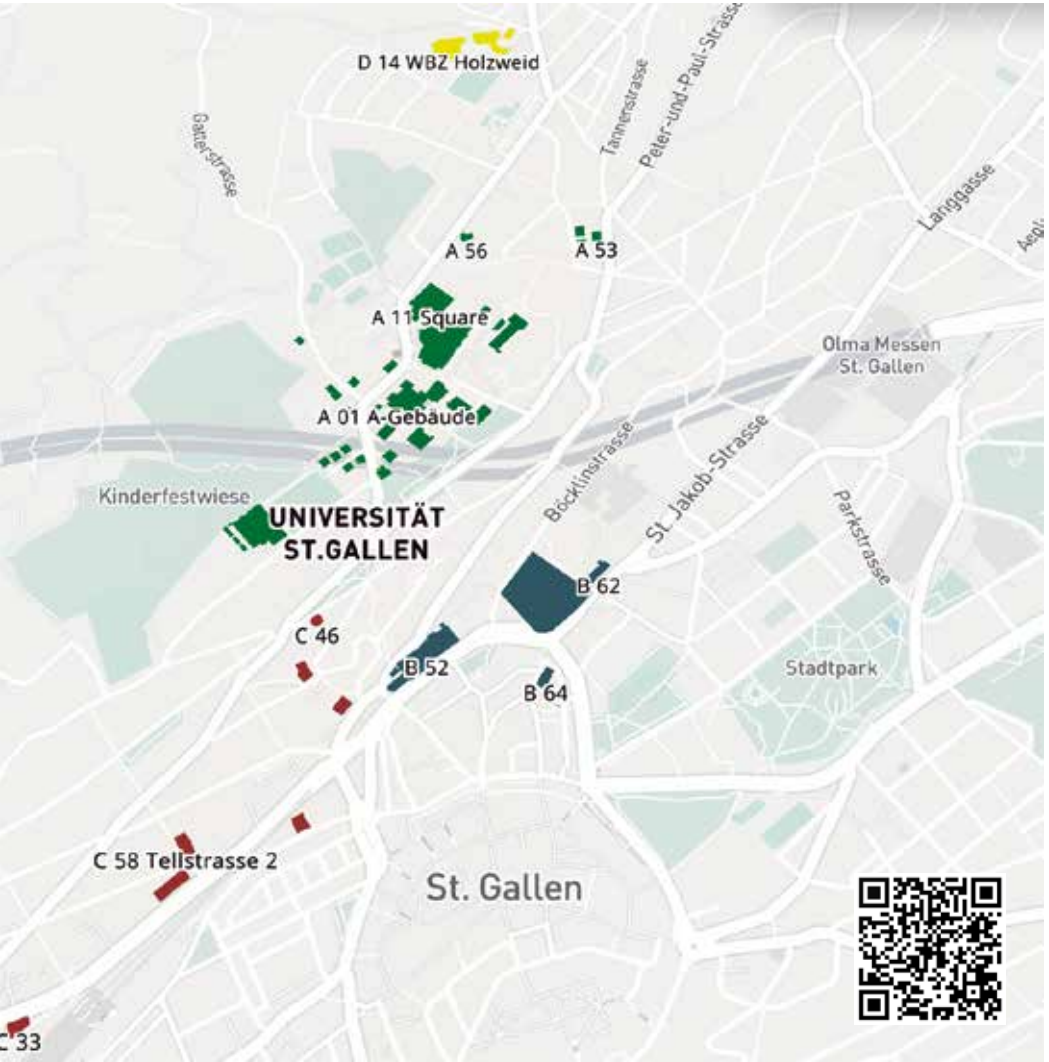 D 14 WBZ Holzweid
Gatterstrasse
Tannenstrasse
Peter-und-Paul-Strasse
Langgasse
A 56
A 53
A 11 Square
Olma Messen
St. Gallen
A 01 A-Gebäude
Böcklinstrasse
St. Jakob-Strasse
Kinderfestwiese
Parkstrasse
UNIVERSITÄT
ST.GALLEN
B 62
C 46
B 52
B 64
Stadtpark
C 58 Tellstrasse 2
St. Gallen
C 33